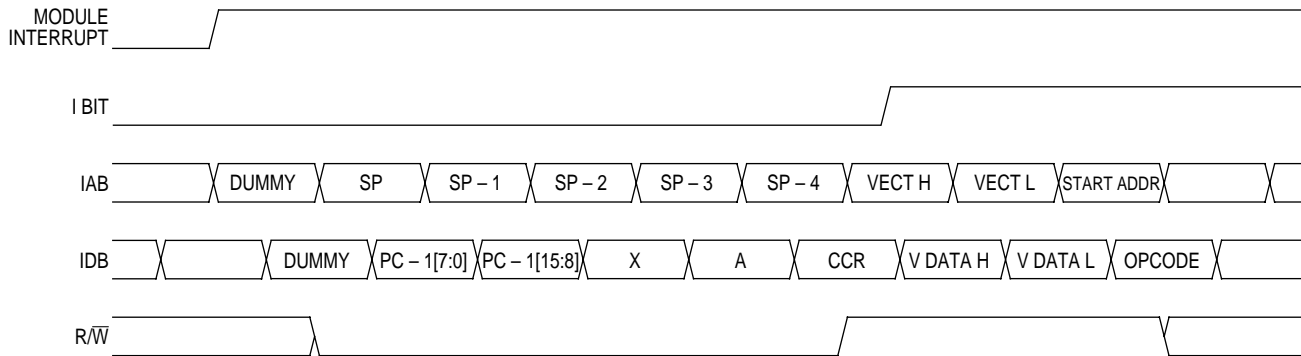 MODULE
INTERRUPT
I BIT
IAB DUMMY SP SP – 1 SP – 2 SP – 3 SP – 4 VECT H VECT L START ADDR
IDB DUMMY PC – 1[7:0] PC – 1[15:8] X A CCR V DATA H V DATA L OPCODE
R/W̅